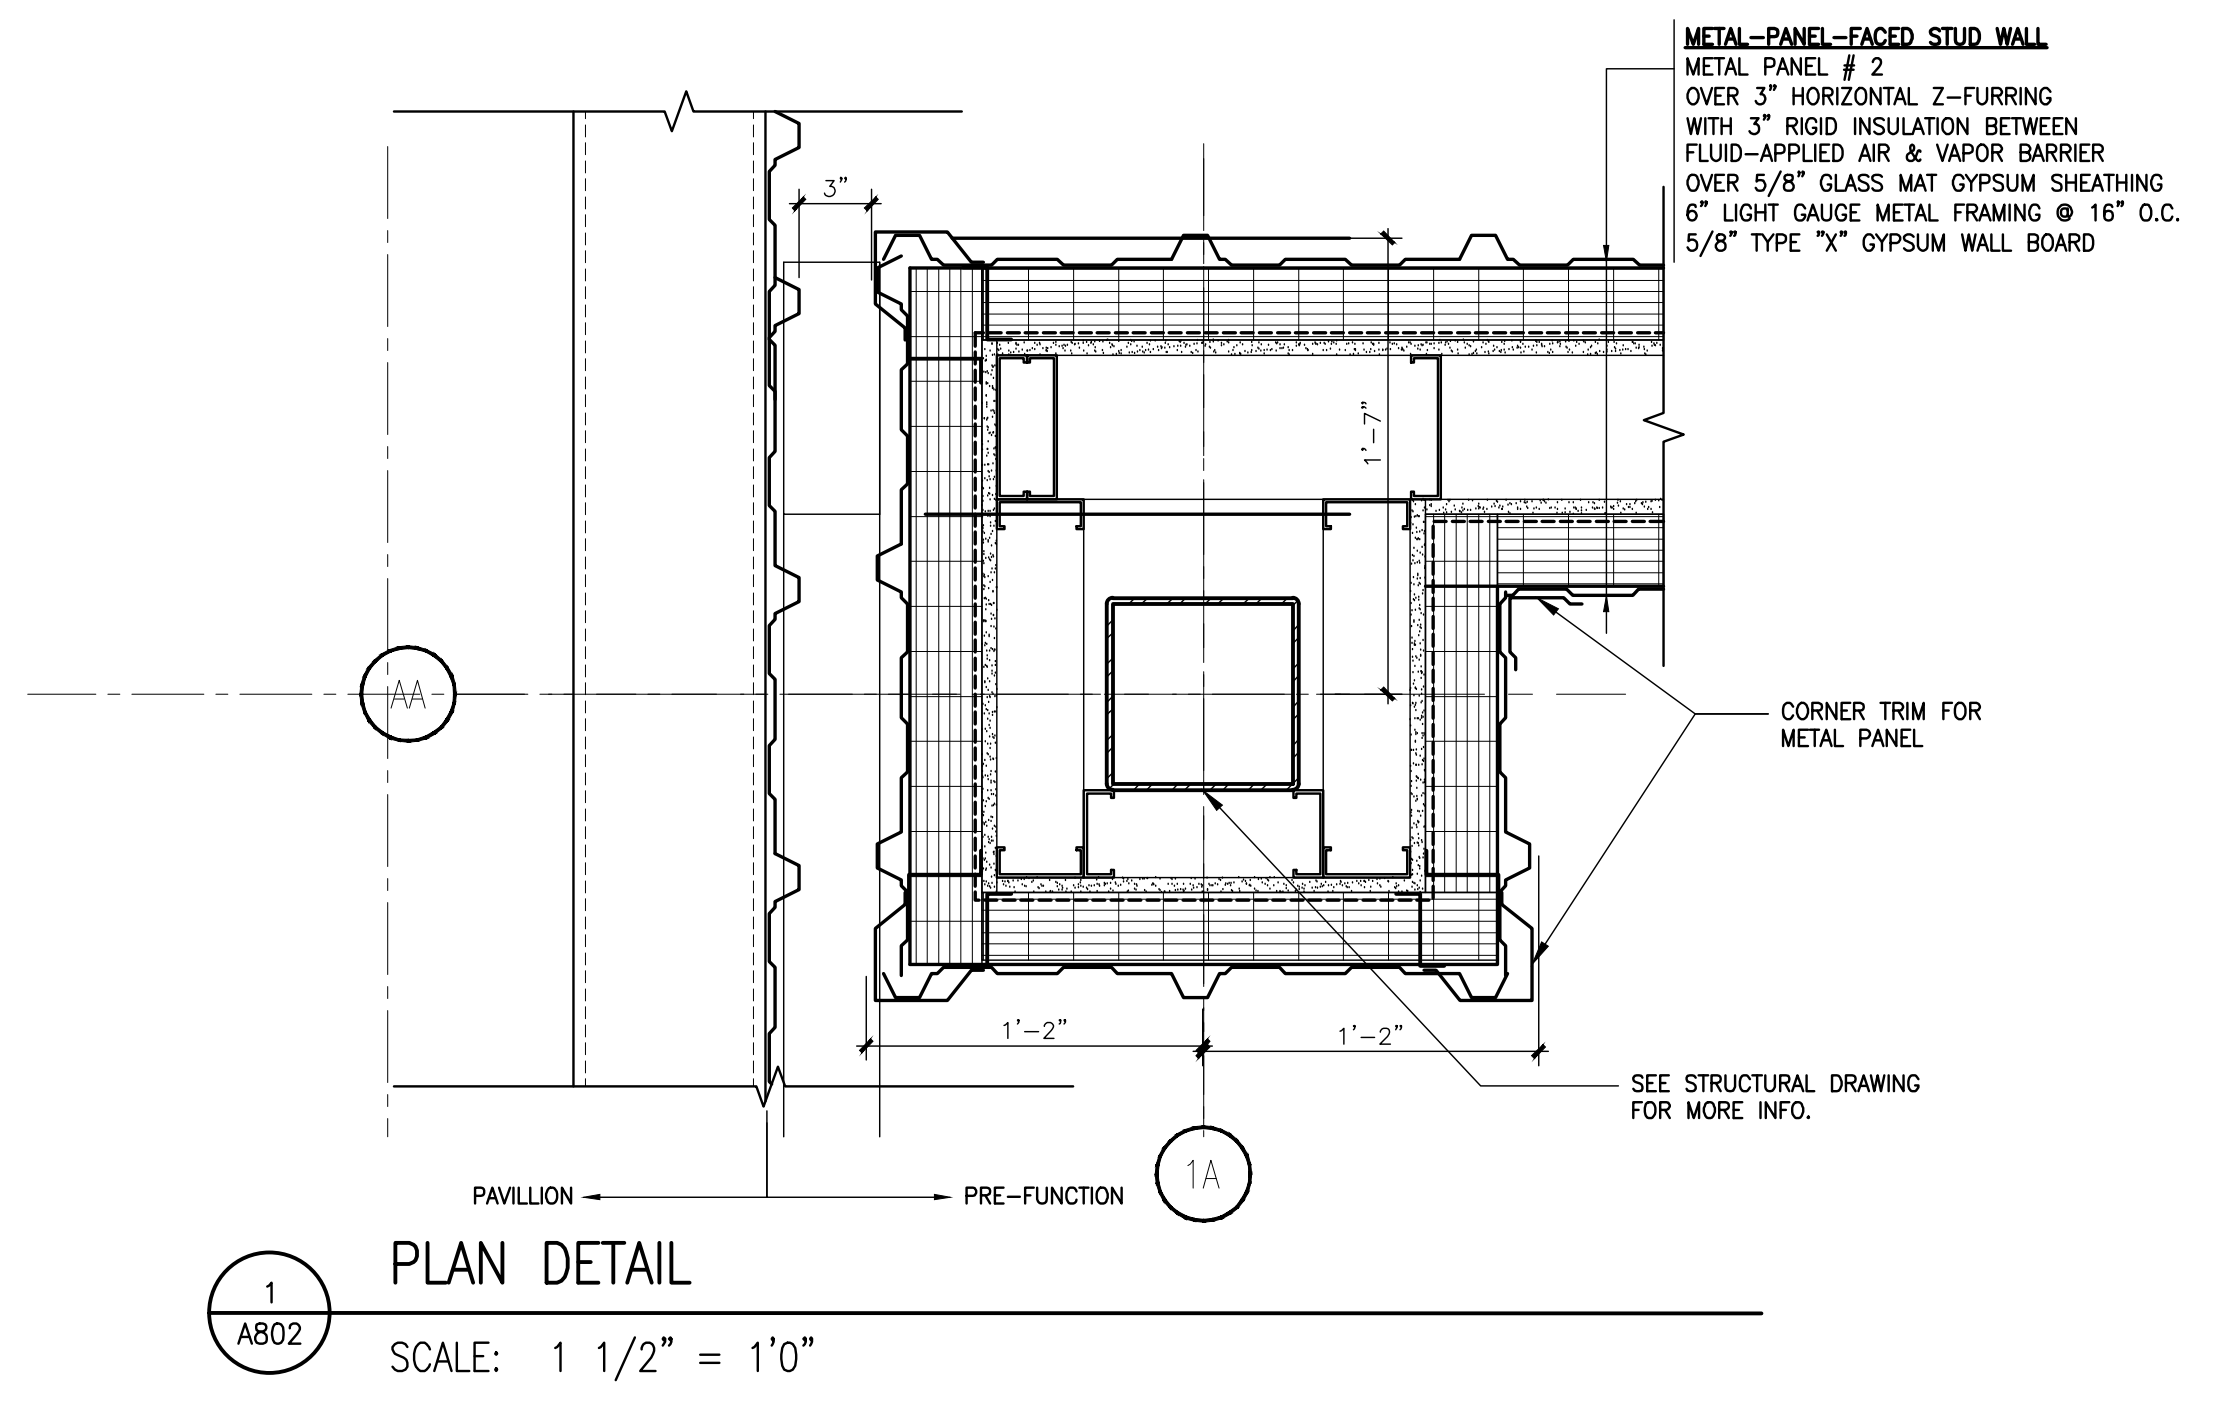 METAL-PANEL-FACED STUD WALL
METAL PANEL # 2
OVER 3" HORIZONTAL Z-FURRING
WITH 3" RIGID INSULATION BETWEEN
FLUID-APPLIED AIR & VAPOR BARRIER
OVER 5/8" GLASS MAT GYPSUM SHEATHING
6" LIGHT GAUGE METAL FRAMING @ 16" O.C.
5/8" TYPE "X" GYPSUM WALL BOARD
3"
1'-7"
AA
CORNER TRIM FOR
METAL PANEL
1'-2"
1'-2"
SEE STRUCTURAL DRAWING
FOR MORE INFO.
1A
PAVILLION
PRE-FUNCTION
PLAN DETAIL
1
A802
SCALE: 1 1/2" = 1'0"